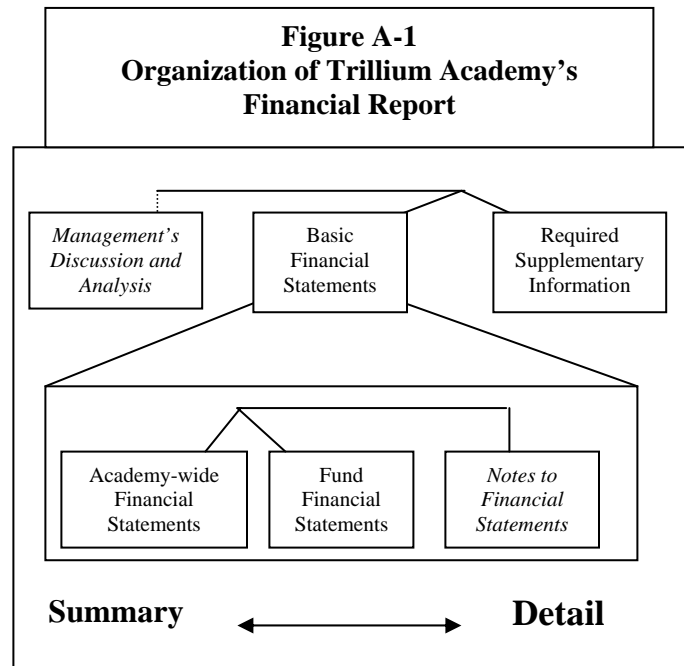 Figure A-1
Organization of Trillium Academy's
Financial Report
Management's
Discussion and
Analysis
Basic
Financial
Statements
Required
Supplementary
Information
Academy-wide
Financial
Statements
Fund
Financial
Statements
Notes to
Financial
Statements
Summary
Detail